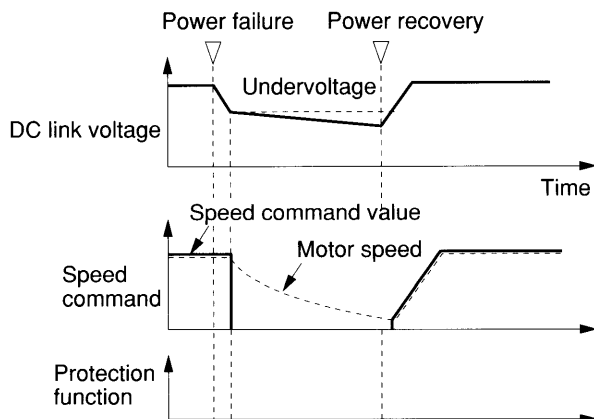 Power failure
Power recovery
Undervoltage
DC link voltage
Time
Speed command value
Motor speed
Speed
command
Protection
function